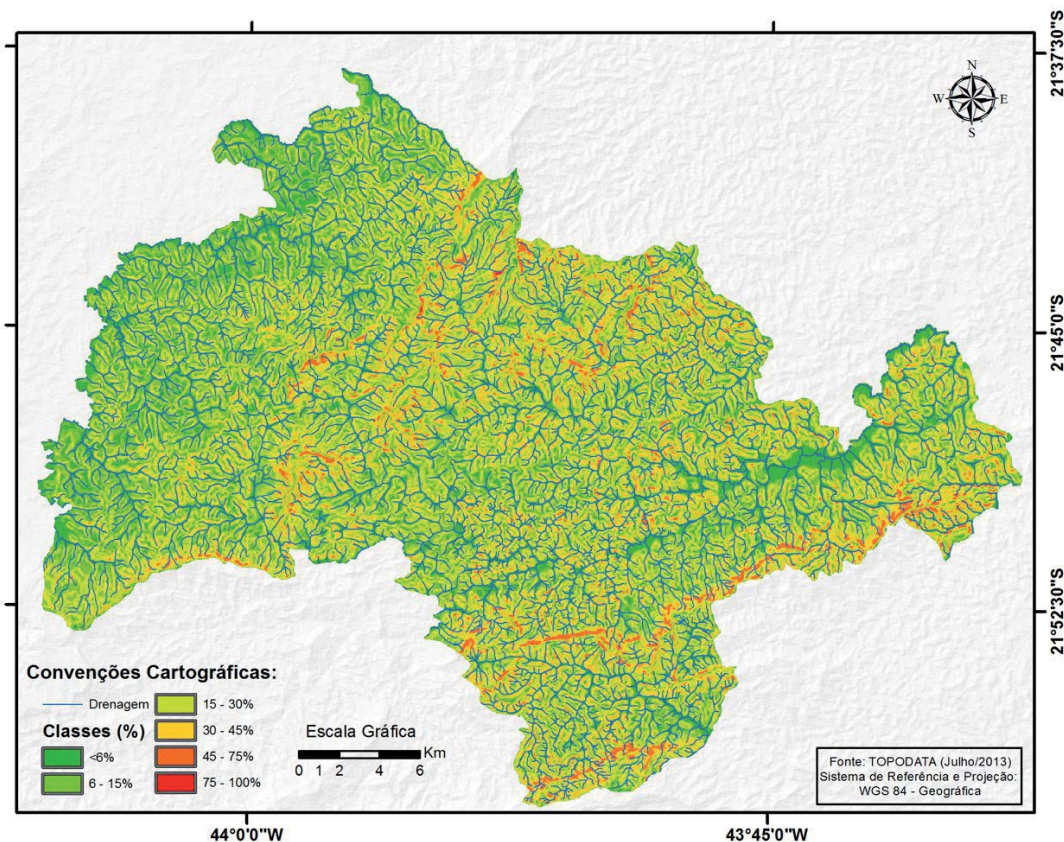 N
W E
S
21°37'30"S
21°45'0"S
21°52'30"S
Convenções Cartográficas:
Drenagem
Classes (%)
<6%
6 - 15%
15 - 30%
30 - 45%
45 - 75%
75 - 100%
Escala Gráfica
Km
0 1 2 4 6
Fonte: TOPODATA (Julho/2013)
Sistema de Referência e Projeção:
WGS 84 - Geográfica
44°0'0"W
43°45'0"W